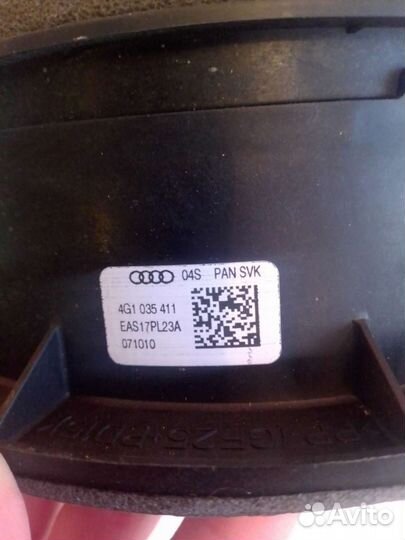 04S PAN SVK
4G1 035 411
EAS17PL23A
071010
Avito